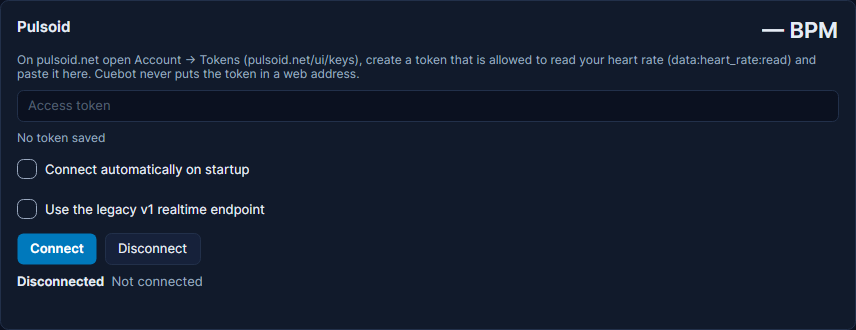 Pulsoid
— BPM
On pulsoid.net open Account → Tokens (pulsoid.net/ui/keys), create a token that is allowed to read your heart rate (data:heart_rate:read) and
paste it here. Cuebot never puts the token in a web address.
Access token
No token saved
Connect automatically on startup
Use the legacy v1 realtime endpoint
Connect
Disconnect
Disconnected Not connected